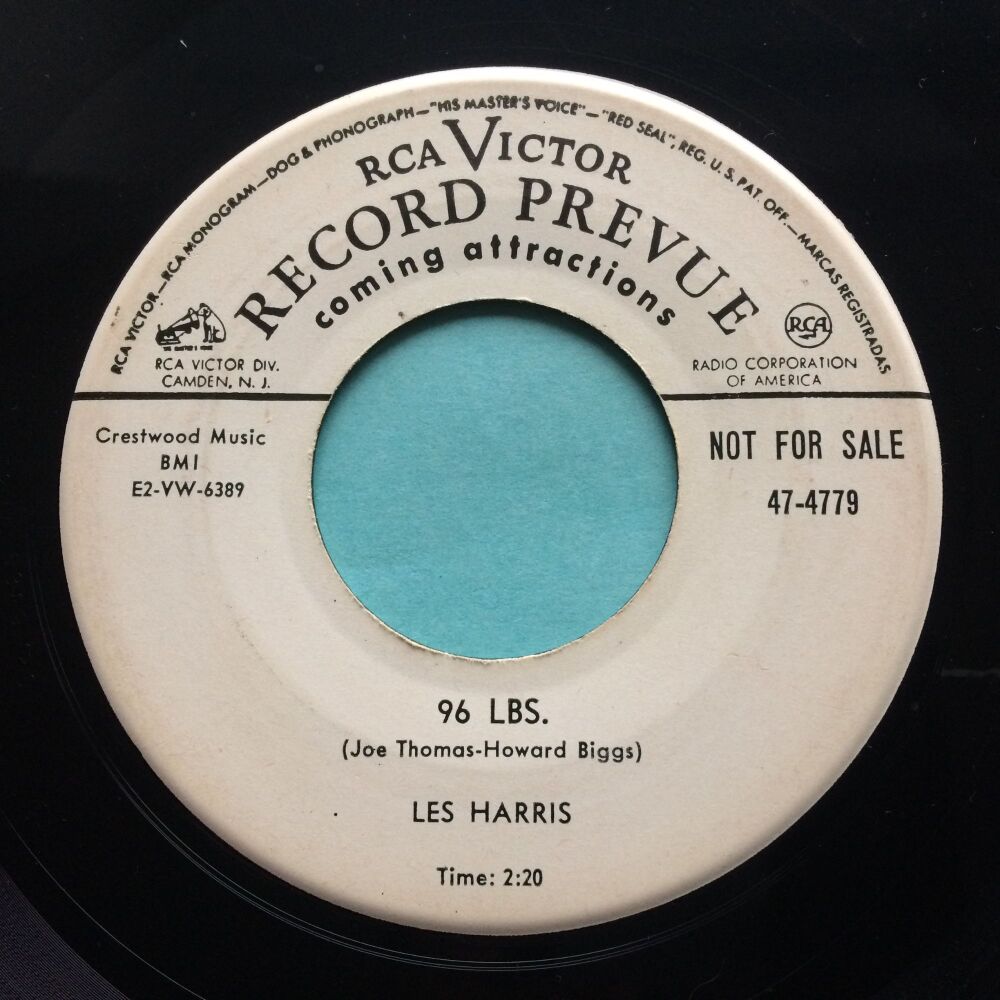 RCA VICTOR—RCA MONOGRAM—DOG & PHONOGRAPH—"HIS MASTER'S VOICE"—"RED SEAL", REG. U. S. PAT. OFF.—MARCAS REGISTRADAS
RCA VICTOR
RECORD PREVUE
coming attractions
RCA VICTOR DIV.
CAMDEN, N. J.
RCA
RADIO CORPORATION
OF AMERICA
Crestwood Music
BMI
E2-VW-6389
NOT FOR SALE
47-4779
96 LBS.
(Joe Thomas-Howard Biggs)
LES HARRIS
Time: 2:20